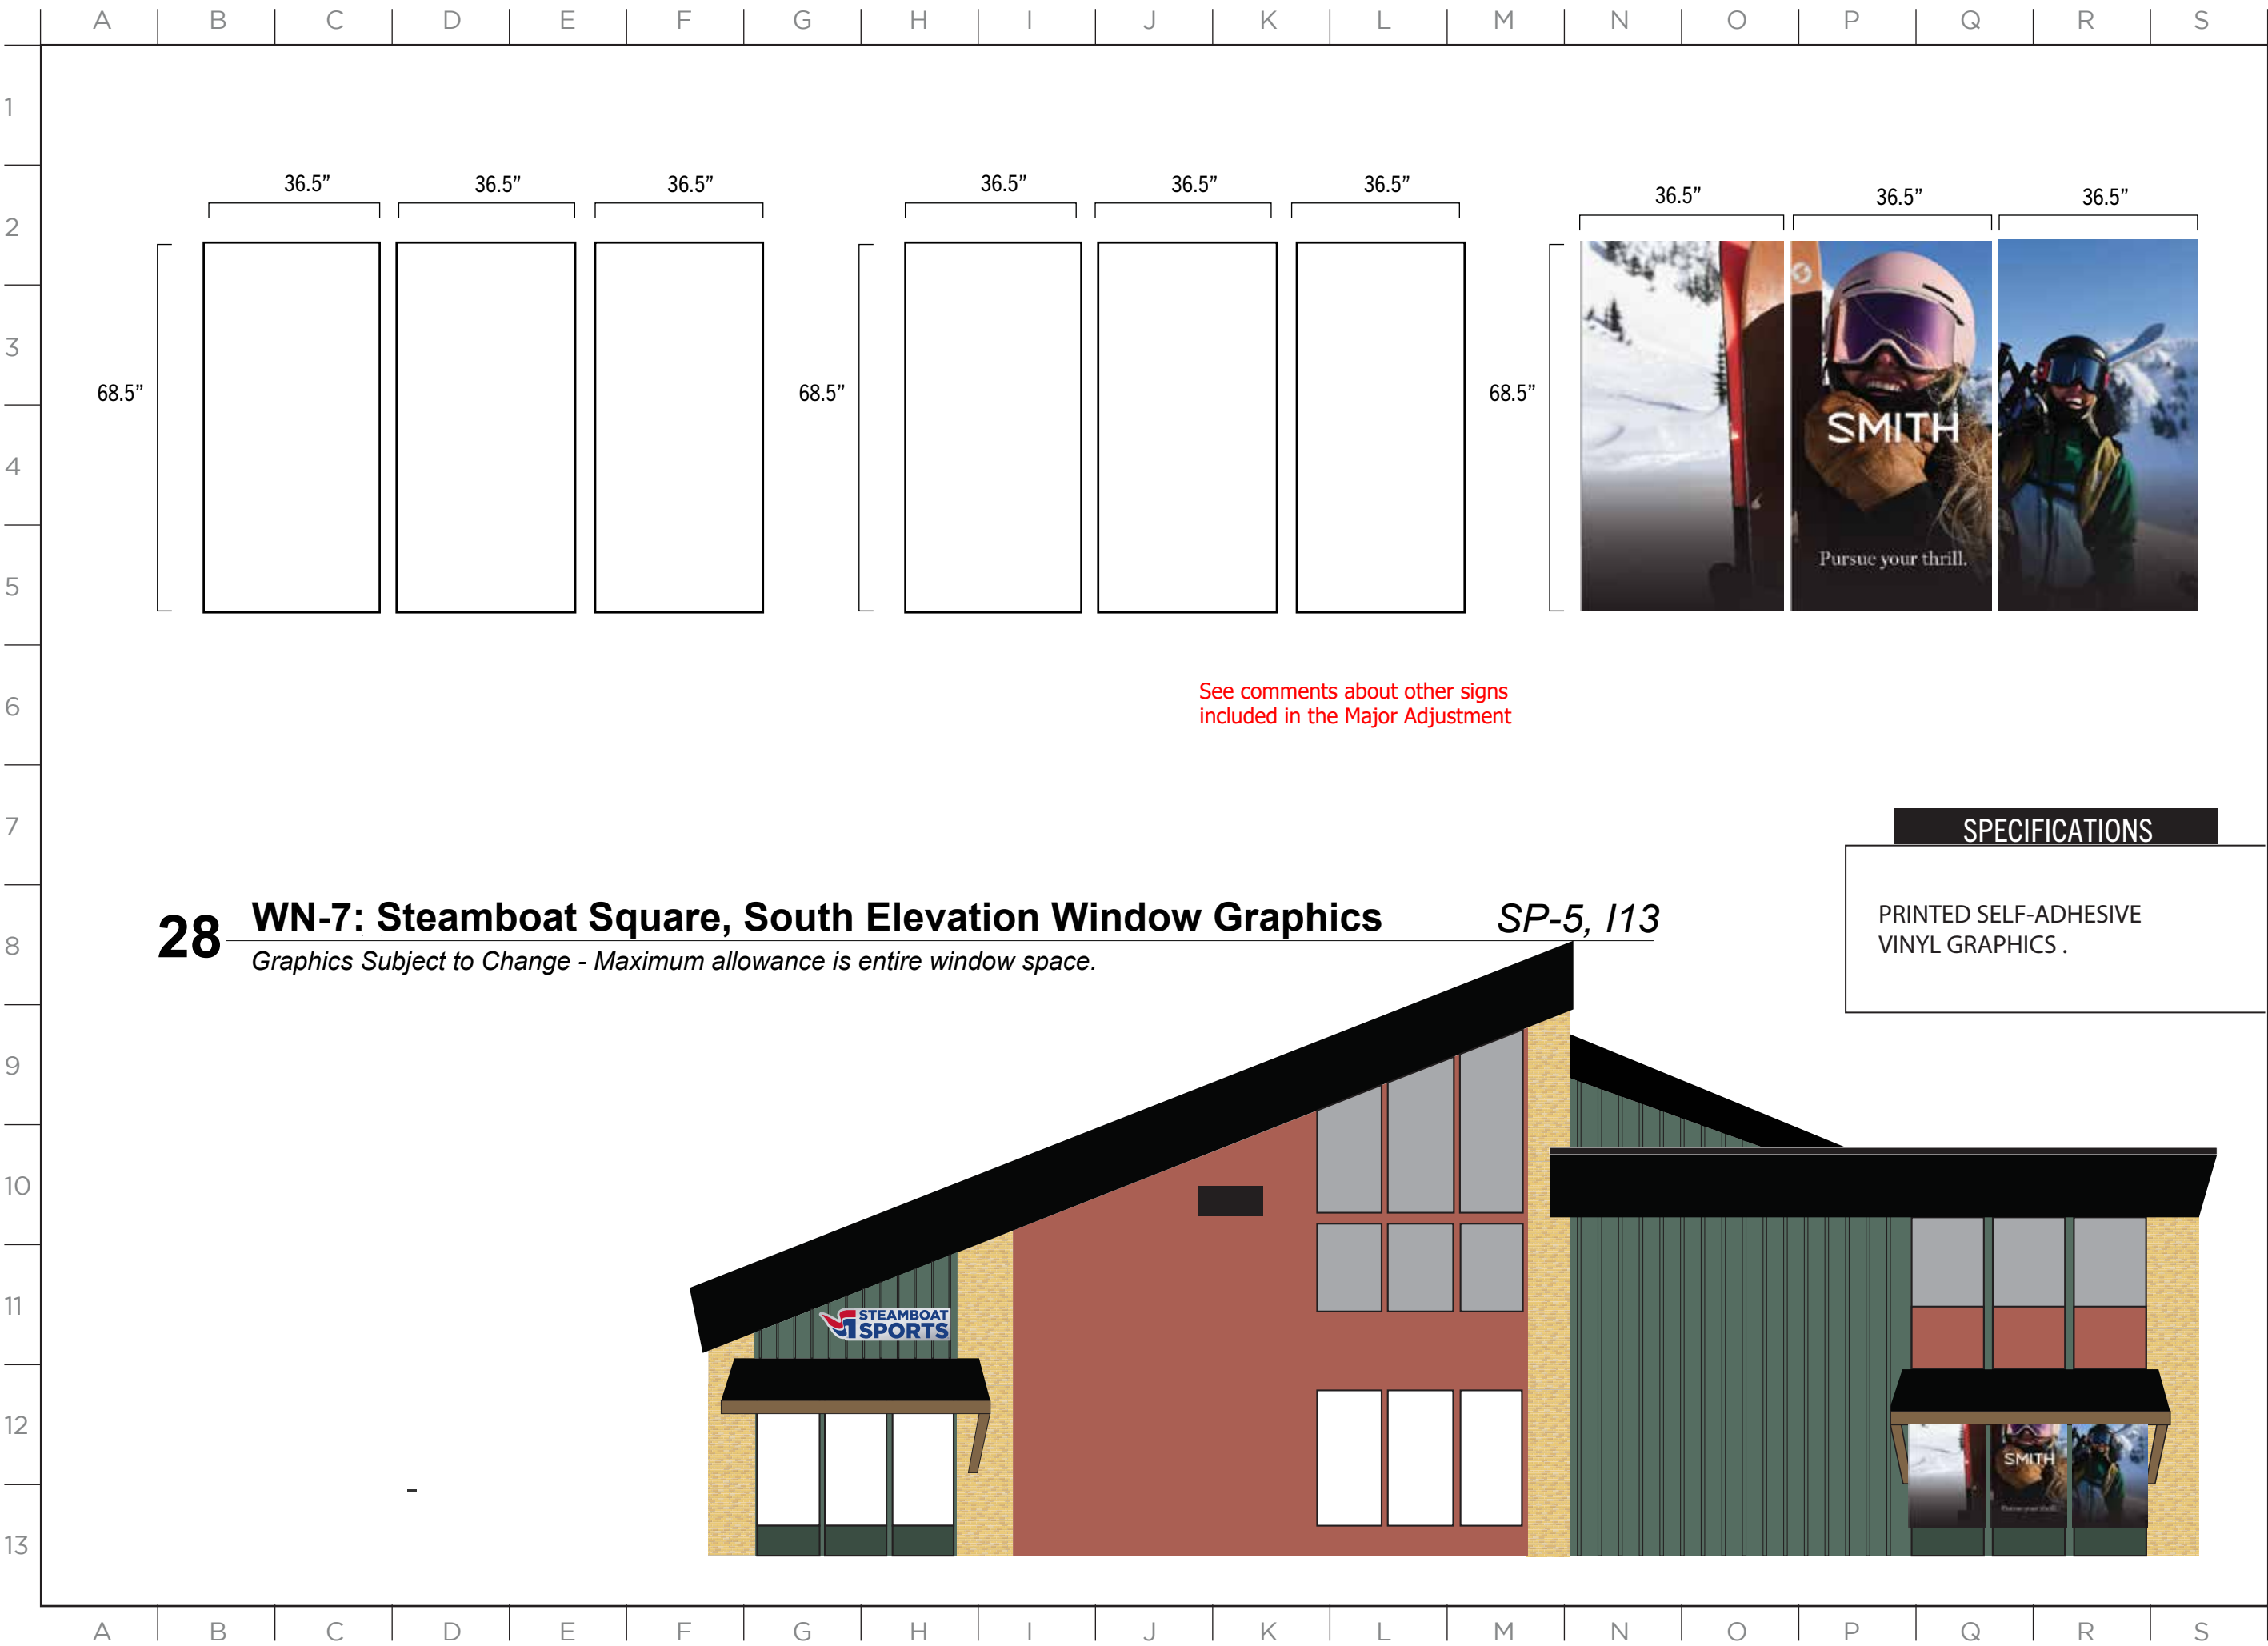 A B C D E F G H I J K L M N O P Q R S
1
36.5” 36.5” 36.5” 36.5” 36.5” 36.5” 36.5” 36.5” 36.5”
2
3
68.5” 68.5” 68.5”
SMITH
4
Pursue your thrill.
5
See comments about other signs
included in the Major Adjustment
6
7
SPECIFICATIONS
PRINTED SELF-ADHESIVE
VINYL GRAPHICS .
28 WN-7: Steamboat Square, South Elevation Window Graphics SP-5, I13
8
Graphics Subject to Change - Maximum allowance is entire window space.
9
10
11
STEAMBOAT
SPORTS
12
SMITH
Pursue your thrill.
-
13
A B C D E F G H I J K L M N O P Q R S